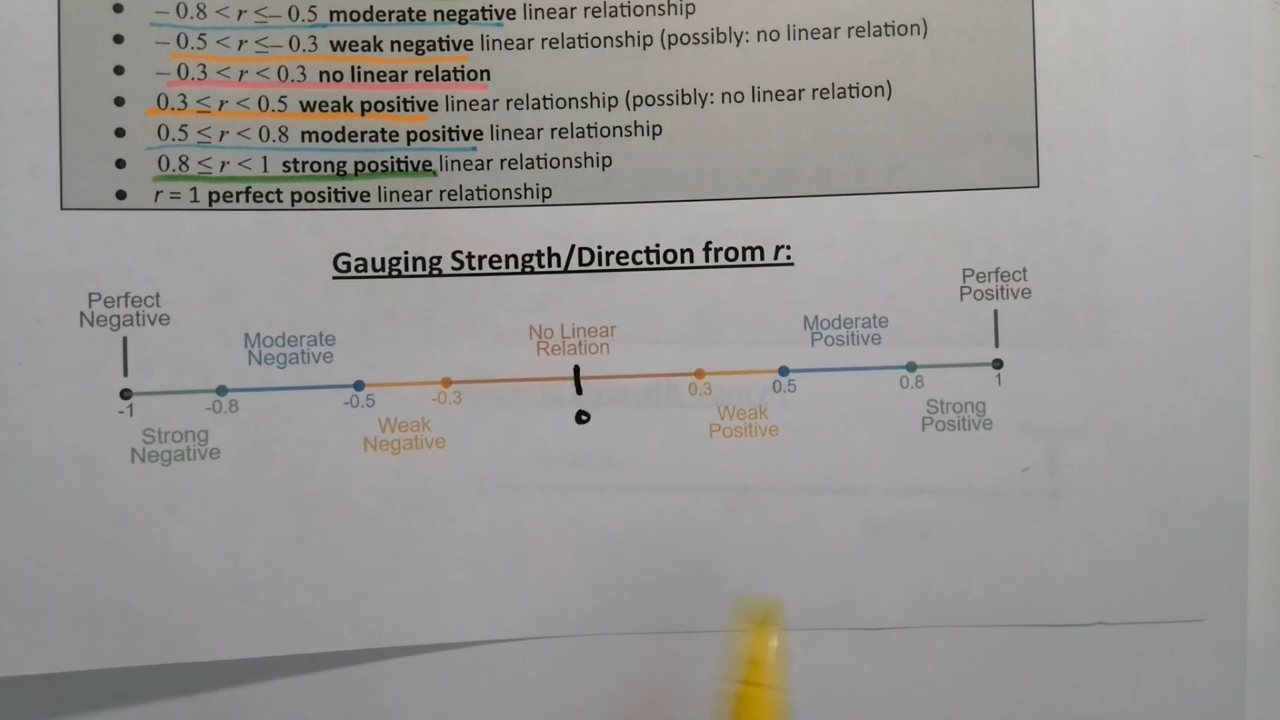 • − 0.8 < r ≤ − 0.5 moderate negative linear relationship
• − 0.5 < r ≤ − 0.3 weak negative linear relationship (possibly: no linear relation)
• − 0.3 < r < 0.3 no linear relation
• 0.3 ≤ r < 0.5 weak positive linear relationship (possibly: no linear relation)
• 0.5 ≤ r < 0.8 moderate positive linear relationship
• 0.8 ≤ r < 1 strong positive linear relationship
• r = 1 perfect positive linear relationship
Gauging Strength/Direction from r:
Perfect
Negative
Moderate
Negative
No Linear
Relation
Moderate
Positive
Perfect
Positive
-1 -0.8 -0.5 -0.3 0 0.3 0.5 0.8 1
Strong
Negative
Weak
Negative
Weak
Positive
Strong
Positive